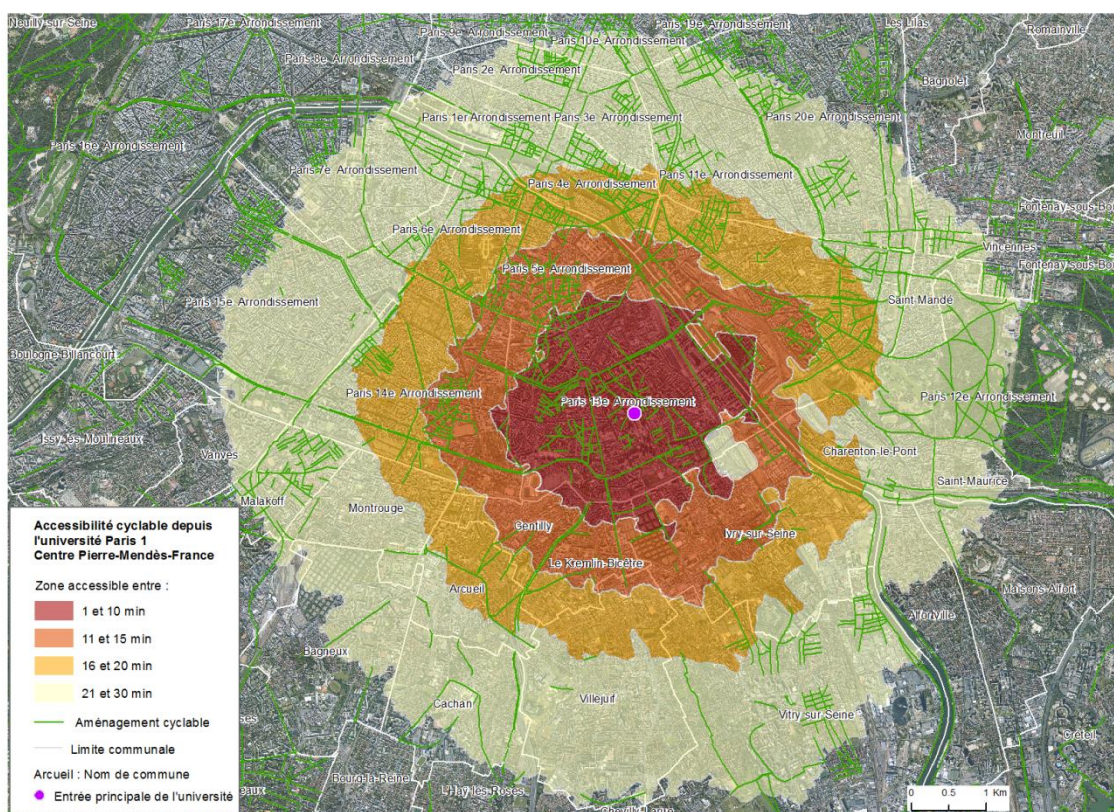 Neuilly sur Seine
Paris 17e Arrondissement
Paris 9e Arrondissement
Paris 10e Arrondissement
Paris 19e Arrondissement
Les Lilas
Romainville
Paris 8e Arrondissement
Paris 2e Arrondissement
Bagnolet
Paris 1er Arrondissement
Paris 3e Arrondissement
Paris 20e Arrondissement
Montreuil
Paris 16e Arrondissement
Paris 7e Arrondissement
Paris 4e Arrondissement
Paris 11e Arrondissement
Paris 6e Arrondissement
Vincennes
Paris 5e Arrondissement
Paris 15e Arrondissement
Saint-Mandé
Boulogne-Billancourt
Paris 14e Arrondissement
Paris 13e Arrondissement
Paris 12e Arrondissement
Issy-les-Moulineaux
Vanves
Charenton-le-Pont
Saint-Maurice
Malakoff
Montrouge
Gentilly
Ivry-sur-Seine
Le Kremlin-Bicêtre
Arcueil
Maisons-Alfort
Alfortville
Bagneux
Cachan
Villejuif
Vitry-sur-Seine
Créteil
Bourg-la-Reine
L'Haÿ-les-Roses
Accessibilité cyclable depuis
l'université Paris 1
Centre Pierre-Mendès-France
Zone accessible entre :
1 et 10 min
11 et 15 min
16 et 20 min
21 et 30 min
Aménagement cyclable
Limite communale
Arcueil : Nom de commune
Entrée principale de l'université
0 0.5 1 Km